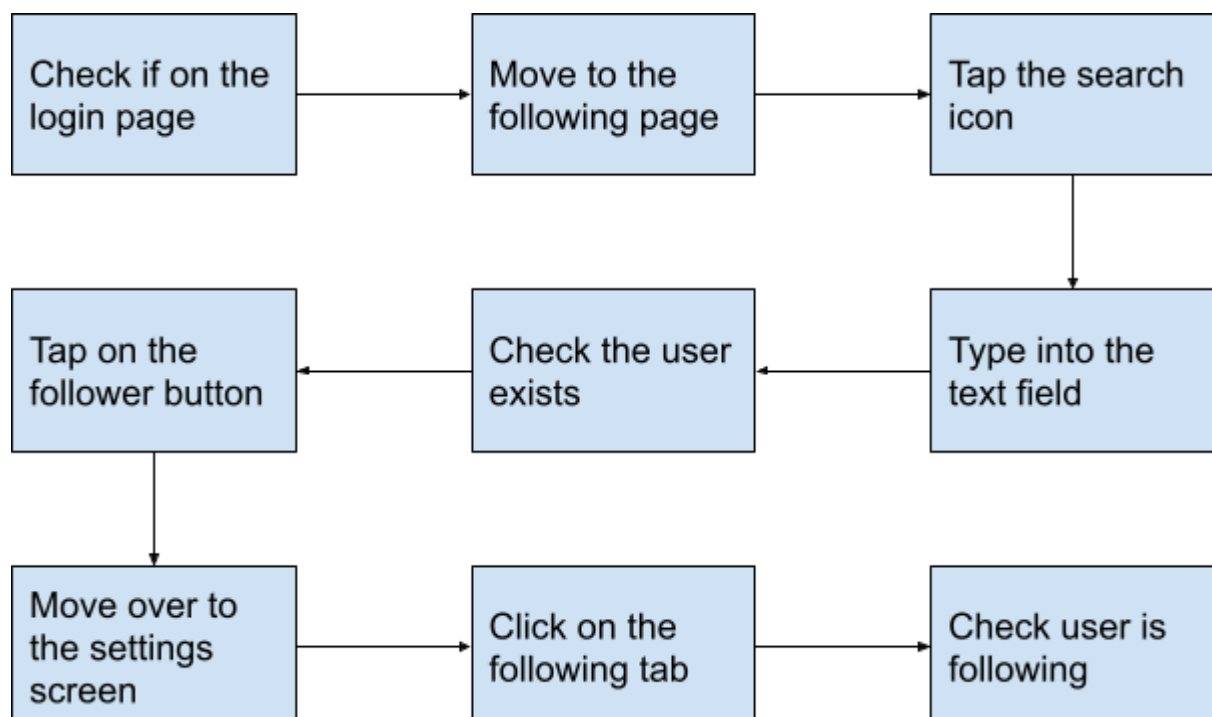 Check if on the
login page
Move to the
following page
Tap the search
icon
Type into the
text field
Check the user
exists
Tap on the
follower button
Move over to
the settings
screen
Click on the
following tab
Check user is
following